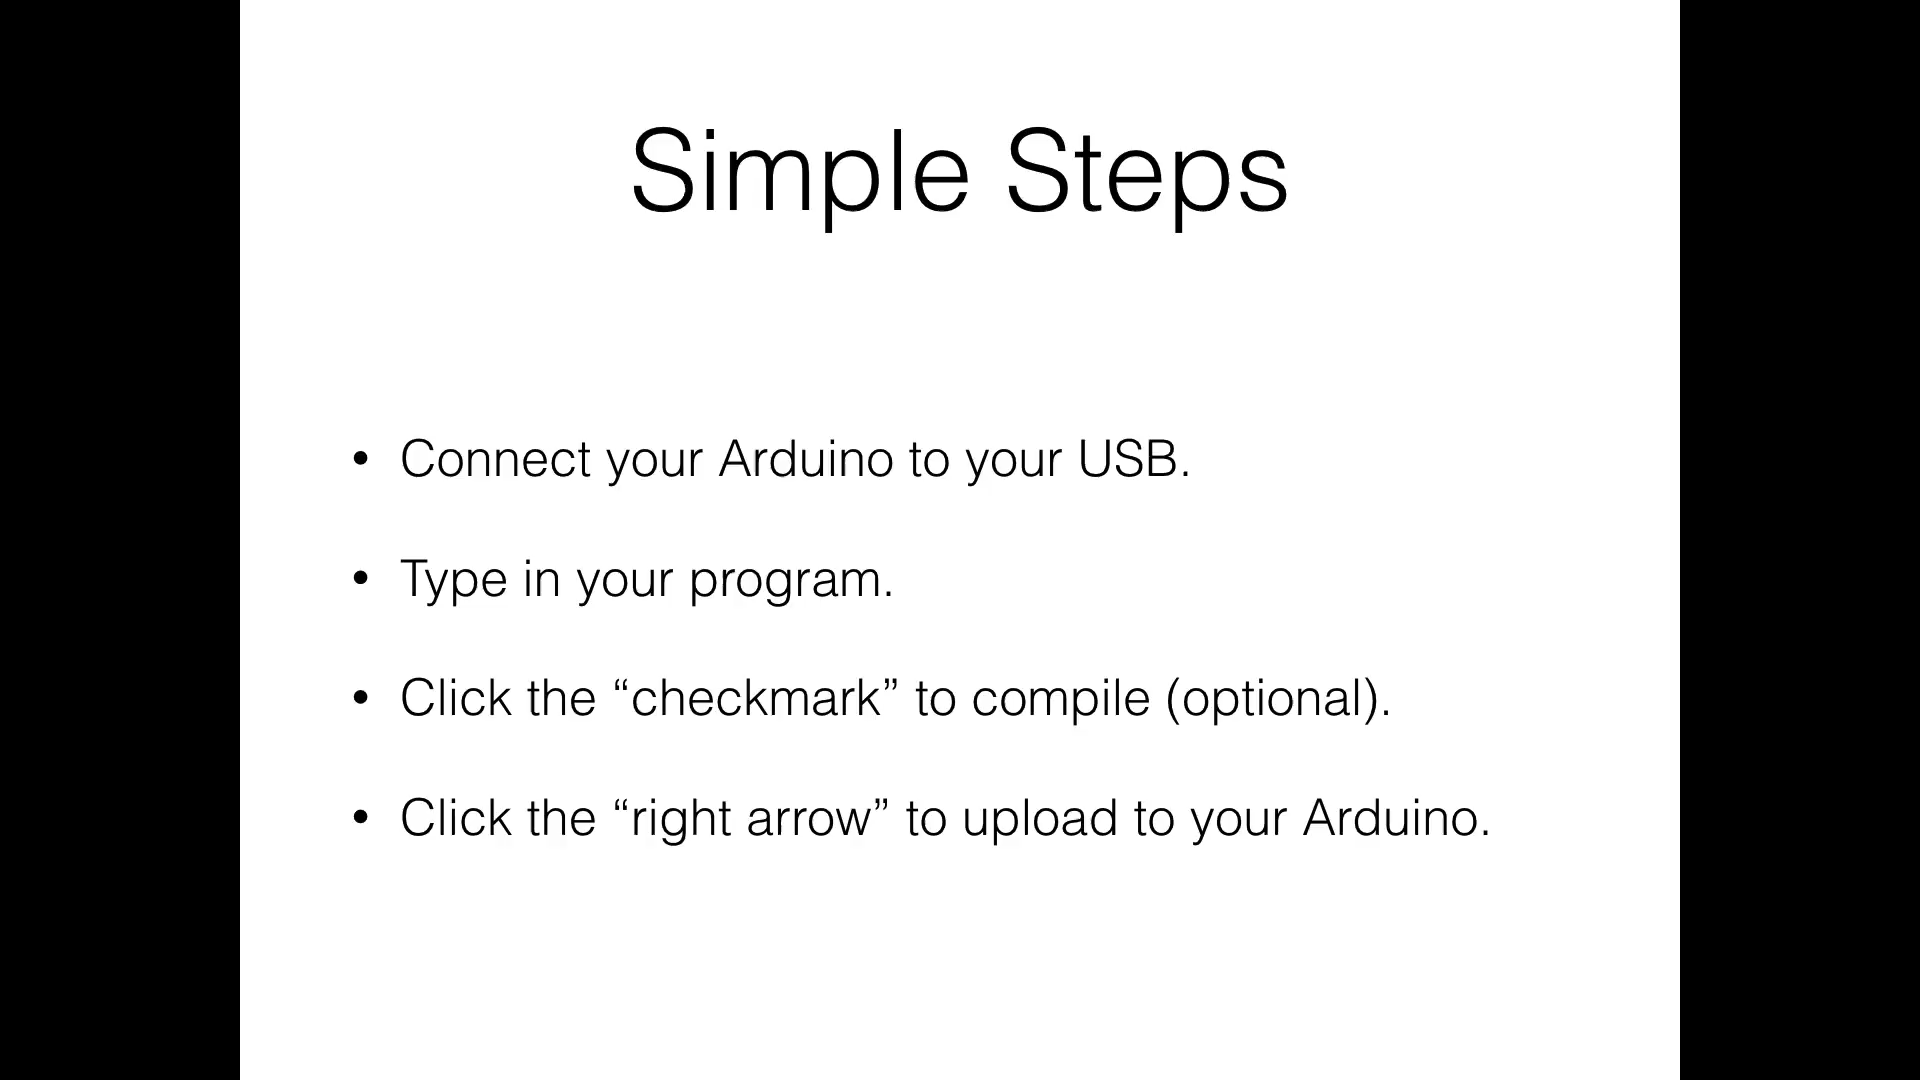 Simple Steps
• Connect your Arduino to your USB.
• Type in your program.
• Click the “checkmark” to compile (optional).
• Click the “right arrow” to upload to your Arduino.